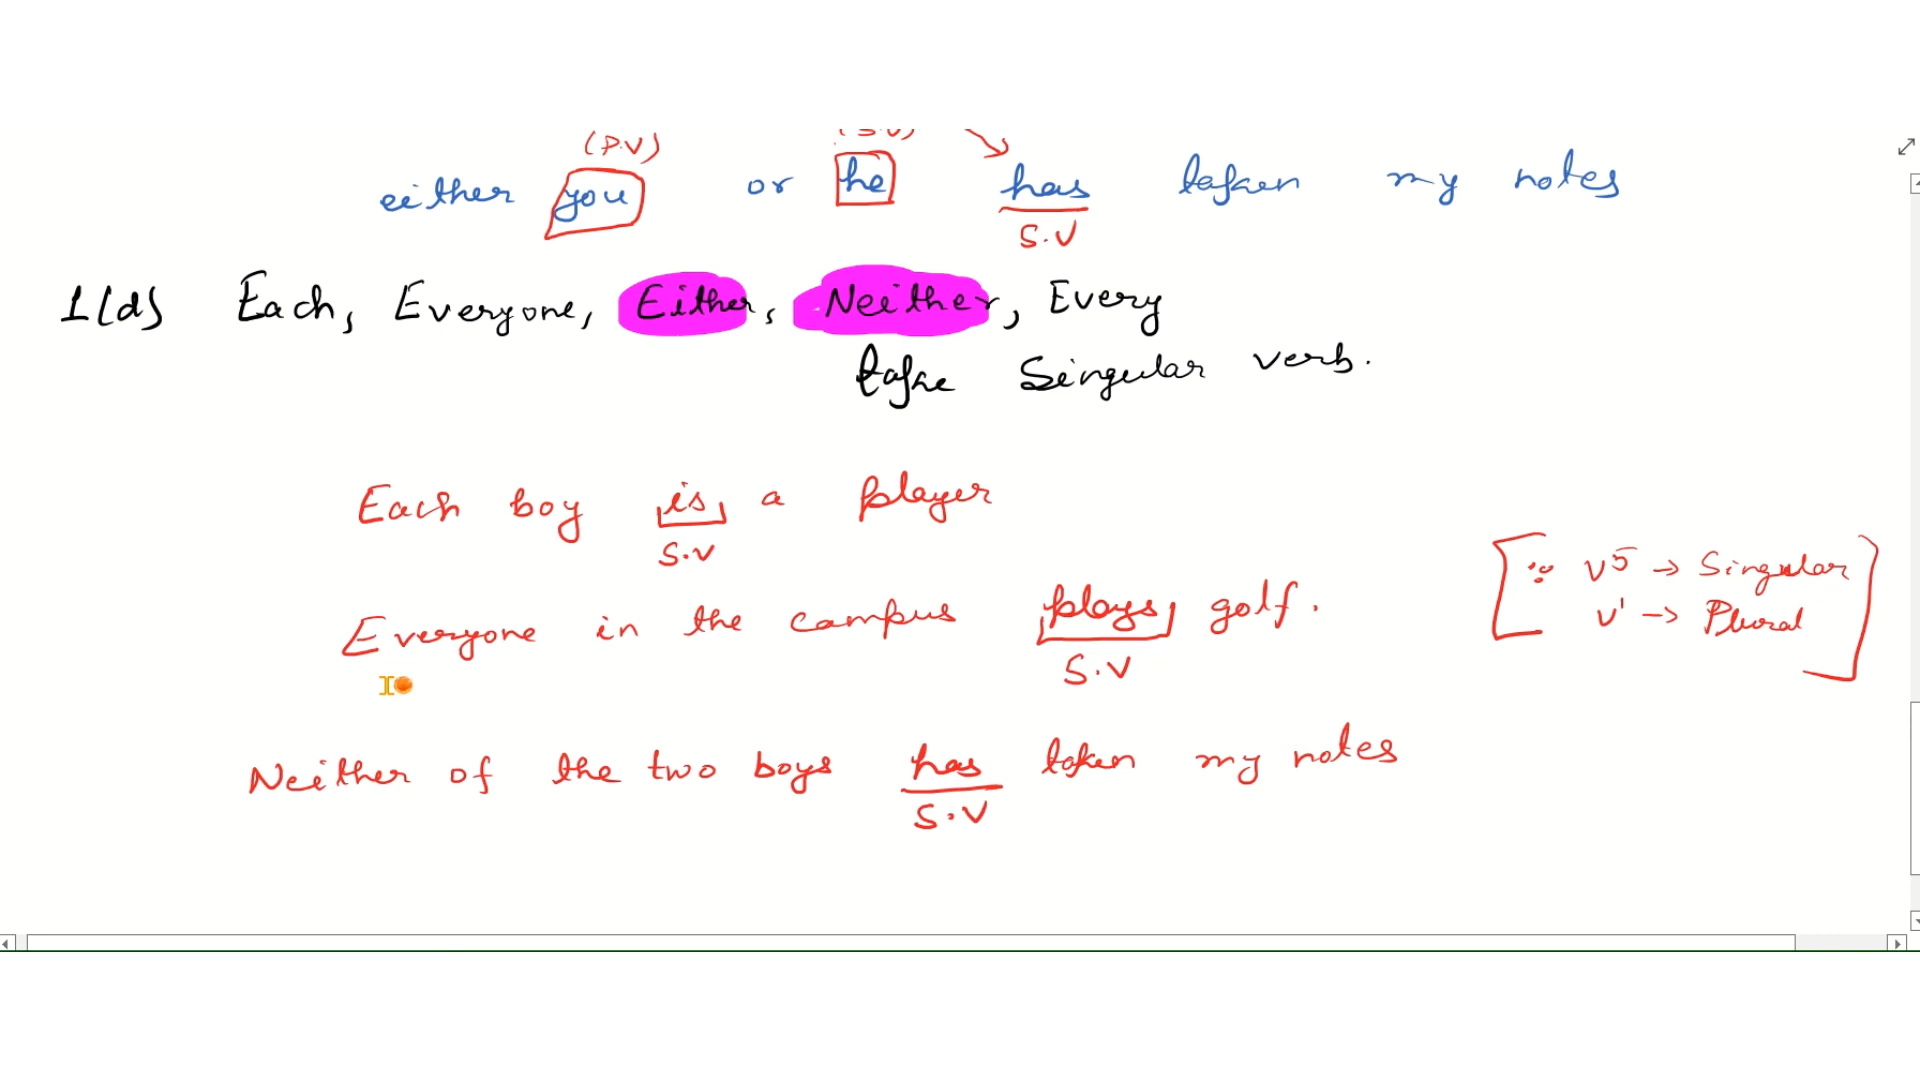 (P.V) (S.V)
either you or he has taken my notes
S.V
1(d) Each, Everyone, Either, Neither, Every
take Singular verb.
Each boy is a player
S.V
∵ V5 → Singular
Everyone in the campus plays golf.
V1 → Plural
S.V
Neither of the two boys has taken my notes
S.V